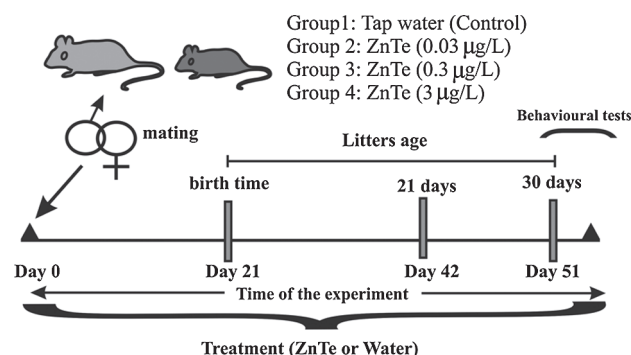 Group1: Tap water (Control)
Group 2: ZnTe (0.03 µg/L)
Group 3: ZnTe (0.3 µg/L)
Group 4: ZnTe (3 µg/L)
Behavioural tests
mating
Litters age
birth time
21 days
30 days
Day 0
Day 21
Day 42
Day 51
Time of the experiment
Treatment (ZnTe or Water)